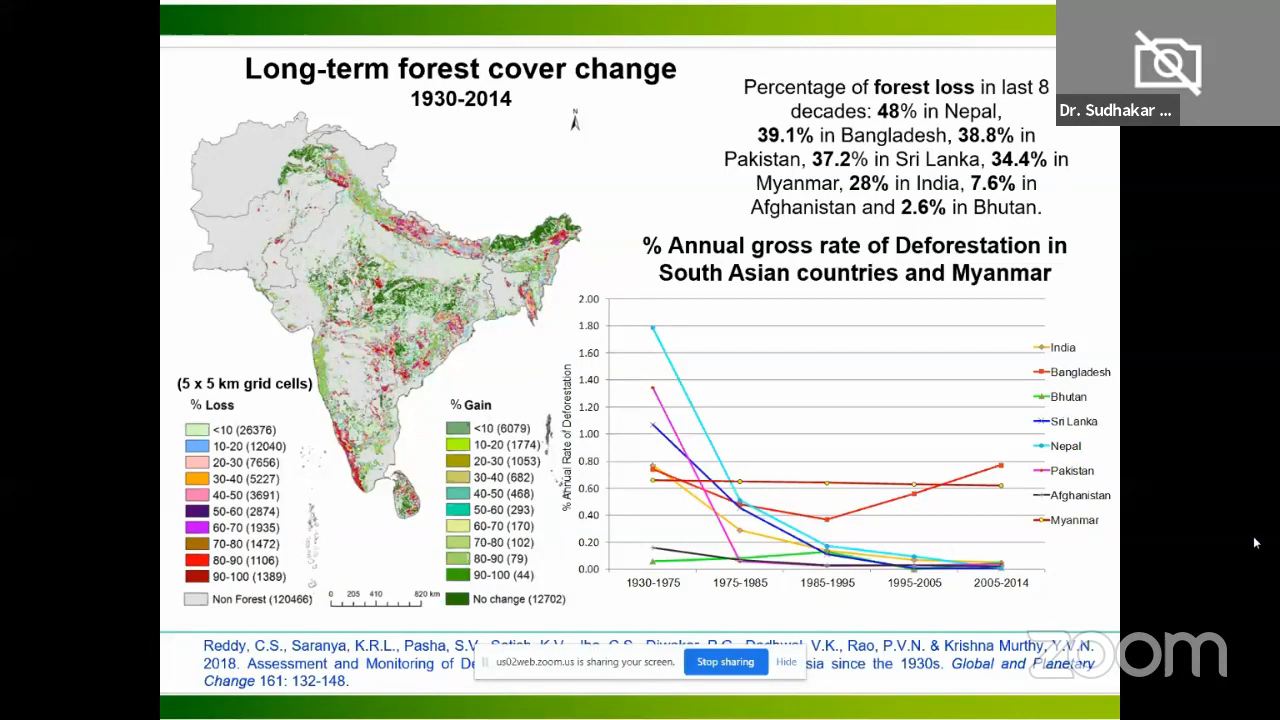 Long-term forest cover change
1930-2014
N
Percentage of forest loss in last 8
decades: 48% in Nepal,
39.1% in Bangladesh, 38.8% in
Pakistan, 37.2% in Sri Lanka, 34.4% in
Myanmar, 28% in India, 7.6% in
Afghanistan and 2.6% in Bhutan.
Dr. Sudhakar ...
% Annual gross rate of Deforestation in
South Asian countries and Myanmar
(5 x 5 km grid cells)
% Loss
<10 (26376)
10-20 (12040)
20-30 (7656)
30-40 (5227)
40-50 (3691)
50-60 (2874)
60-70 (1935)
70-80 (1472)
80-90 (1106)
90-100 (1389)
Non Forest (120466)
% Gain
<10 (6079)
10-20 (1774)
20-30 (1053)
30-40 (682)
40-50 (468)
50-60 (293)
60-70 (170)
70-80 (102)
80-90 (79)
90-100 (44)
No change (12702)
0 205 410 820 km
% Annual Rate of Deforestation
2.00
1.80
1.60
1.40
1.20
1.00
0.80
0.60
0.40
0.20
0.00
1930-1975 1975-1985 1985-1995 1995-2005 2005-2014
India
Bangladesh
Bhutan
Sri Lanka
Nepal
Pakistan
Afghanistan
Myanmar
Reddy, C.S., Saranya, K.R.L., Pasha, S.V. V.K., Rao, P.V.N. & Krishna Murthy, Y.V.N.
2018. Assessment and Monitoring of since the 1930s. Global and Planetary
Change 161: 132-148.
us02web.zoom.us is sharing your screen. Stop sharing Hide
zoom